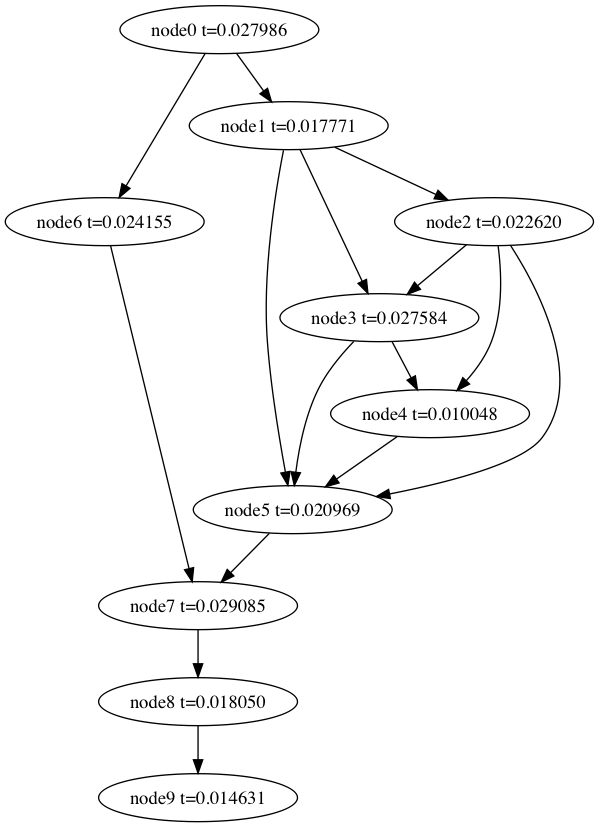 node0 t=0.027986
node1 t=0.017771
node6 t=0.024155
node2 t=0.022620
node3 t=0.027584
node4 t=0.010048
node5 t=0.020969
node7 t=0.029085
node8 t=0.018050
node9 t=0.014631